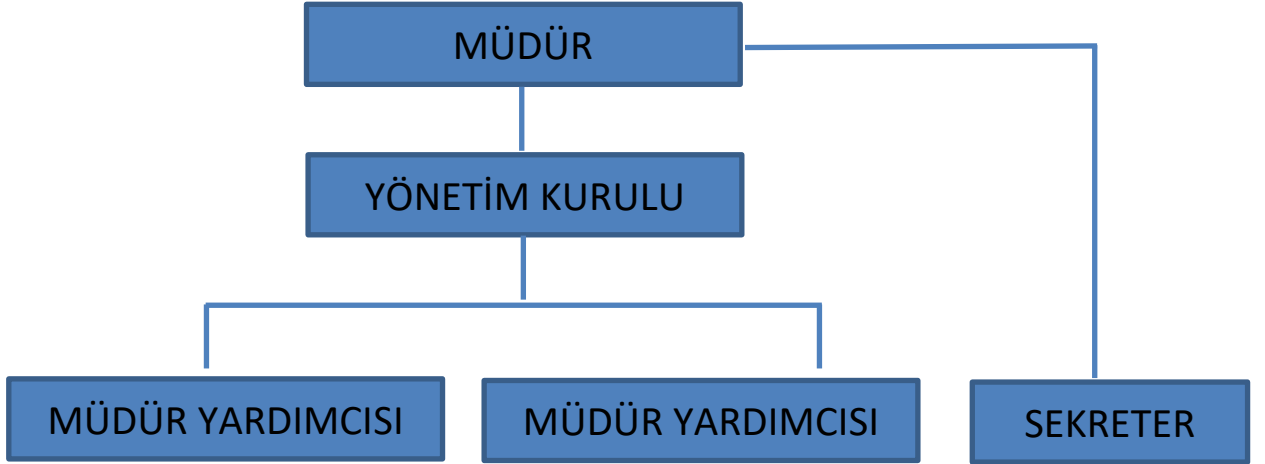 MÜDÜR
YÖNETİM KURULU
MÜDÜR YARDIMCISI
MÜDÜR YARDIMCISI
SEKRETER